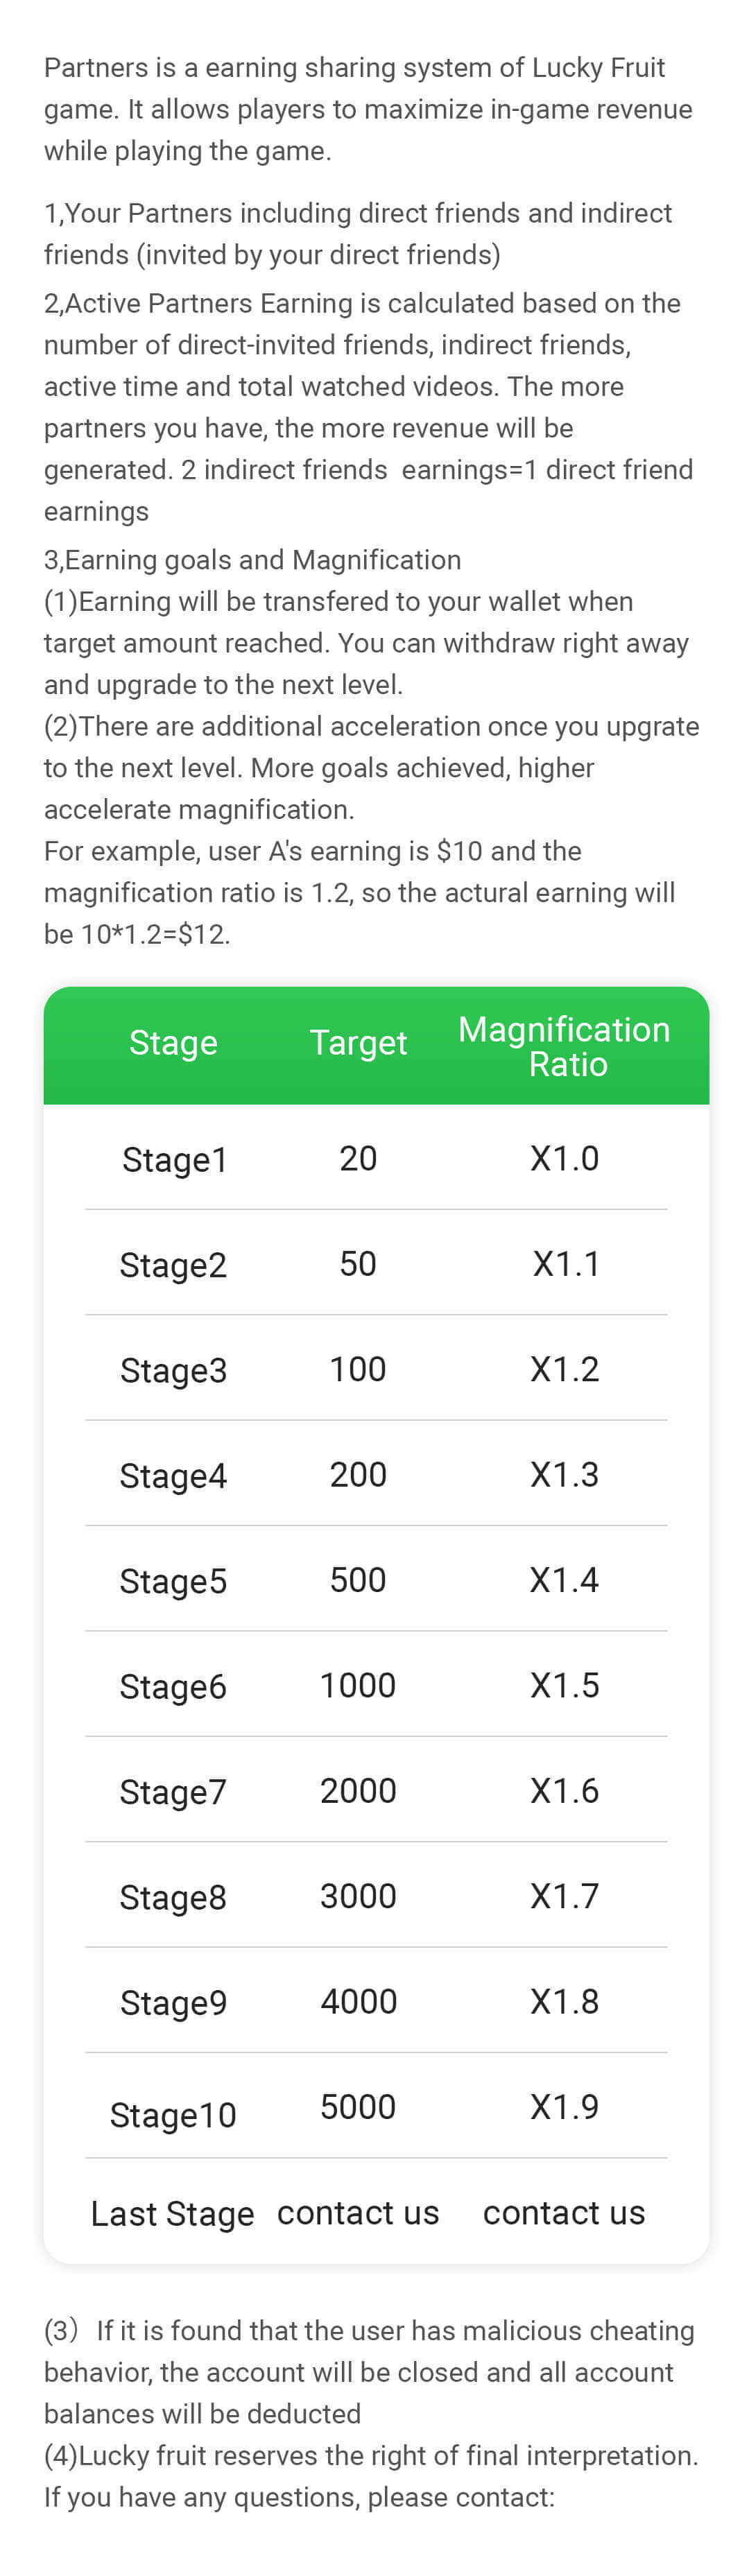 Partners is a earning sharing system of Lucky Fruit
game. It allows players to maximize in-game revenue
while playing the game.
1,Your Partners including direct friends and indirect
friends (invited by your direct friends)
2,Active Partners Earning is calculated based on the
number of direct-invited friends, indirect friends,
active time and total watched videos. The more
partners you have, the more revenue will be
generated. 2 indirect friends  earnings=1 direct friend
earnings
3,Earning goals and Magnification
(1)Earning will be transfered to your wallet when
target amount reached. You can withdraw right away
and upgrade to the next level.
(2)There are additional acceleration once you upgrate
to the next level. More goals achieved, higher
accelerate magnification.
For example, user A's earning is $10 and the
magnification ratio is 1.2, so the actural earning will
be 10*1.2=$12.
Stage Target Magnification
Ratio
Stage1 20 X1.0
Stage2 50 X1.1
Stage3 100 X1.2
Stage4 200 X1.3
Stage5 500 X1.4
Stage6 1000 X1.5
Stage7 2000 X1.6
Stage8 3000 X1.7
Stage9 4000 X1.8
Stage10 5000 X1.9
Last Stage contact us contact us
(3）If it is found that the user has malicious cheating
behavior, the account will be closed and all account
balances will be deducted
(4)Lucky fruit reserves the right of final interpretation.
If you have any questions, please contact: